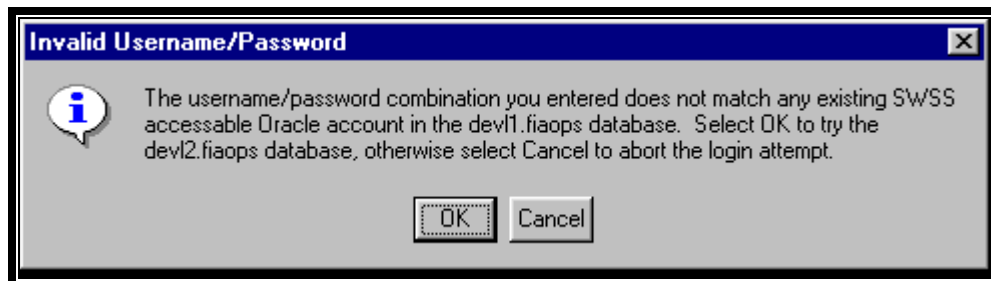 Invalid Username/Password
The username/password combination you entered does not match any existing SWSS
accessable Oracle account in the devl1.fiaops database.  Select OK to try the
devl2.fiaops database, otherwise select Cancel to abort the login attempt.
OK Cancel